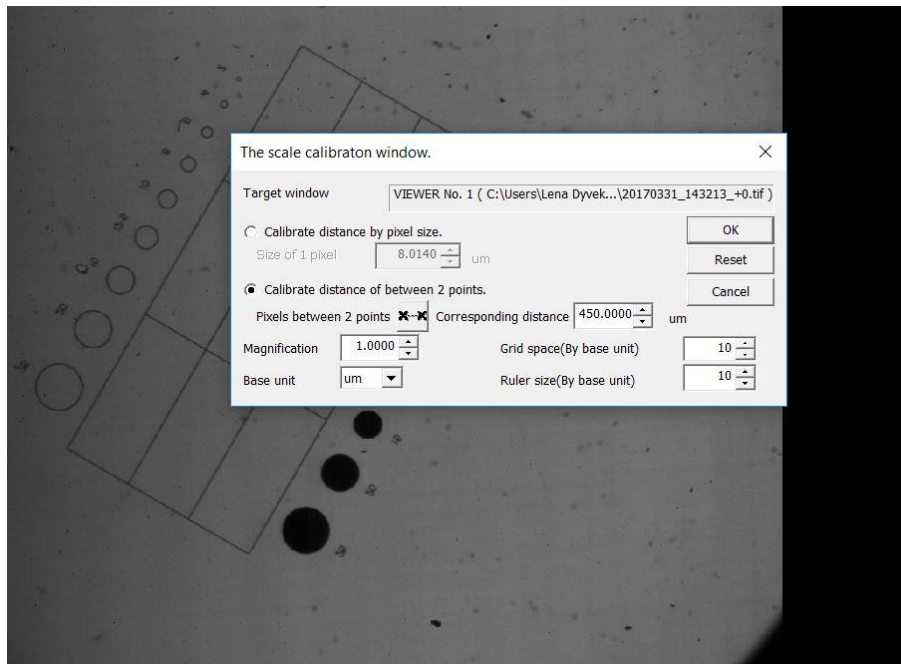 The scale calibraton window.
Target window VIEWER No. 1 ( C:\Users\Lena Dyvek...\20170331_143213_+0.tif )
Calibrate distance by pixel size.
OK
Size of 1 pixel 8.0140 um
Reset
Calibrate distance of between 2 points.
Cancel
Pixels between 2 points Corresponding distance 450.0000 um
Magnification 1.0000 Grid space(By base unit) 10
Base unit um Ruler size(By base unit) 10
50
50